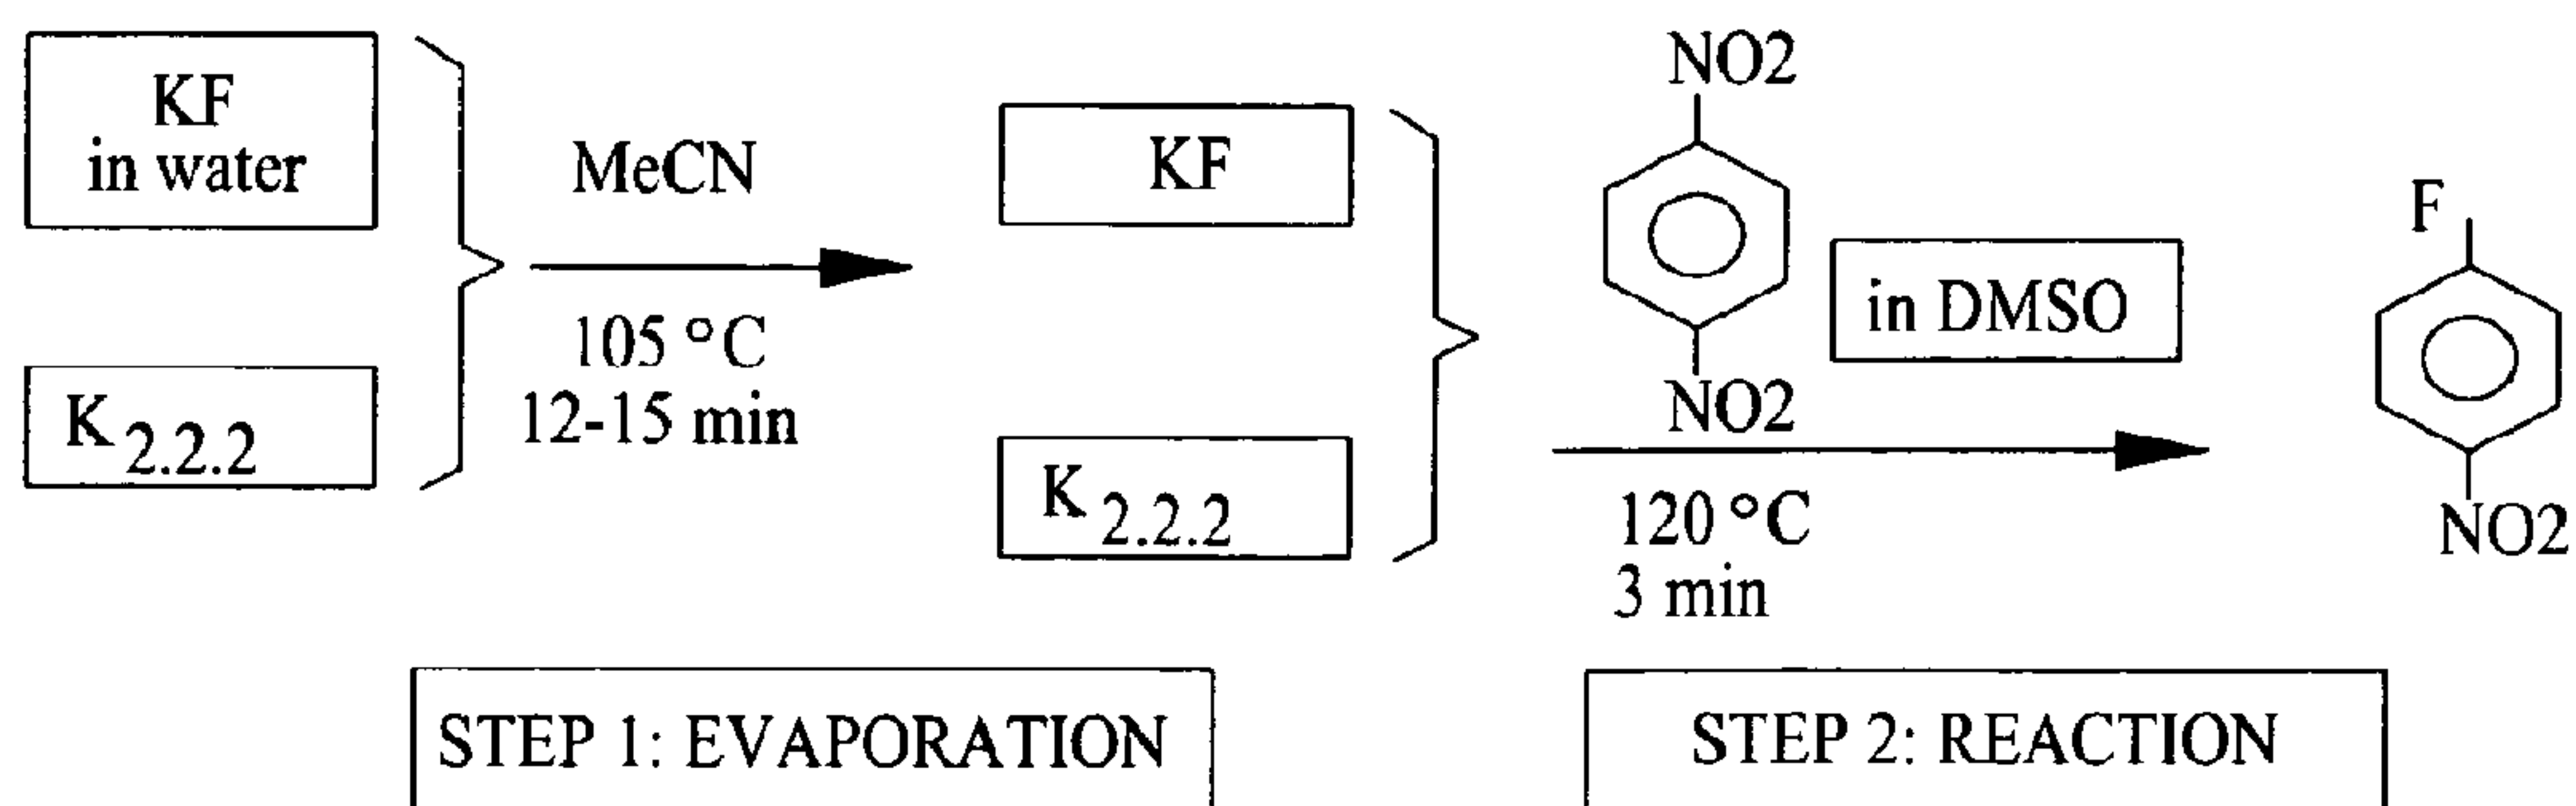 KF
in water
K 2.2.2
MeCN
105 °C
12-15 min
KF
K 2.2.2
NO2
NO2
in DMSO
120 °C
3 min
F
NO2
STEP 1: EVAPORATION
STEP 2: REACTION